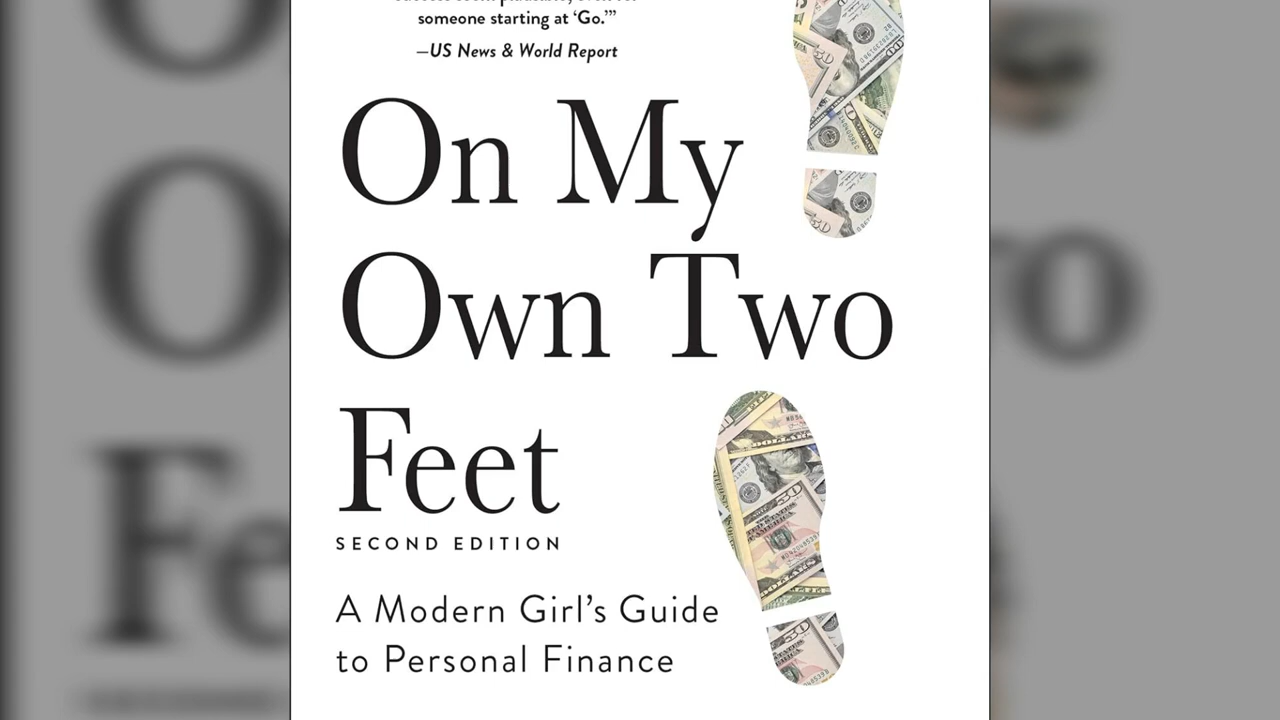 someone starting at ‘Go.’”
—US News & World Report
On My
Own Two
Feet
SECOND EDITION
A Modern Girl’s Guide
to Personal Finance